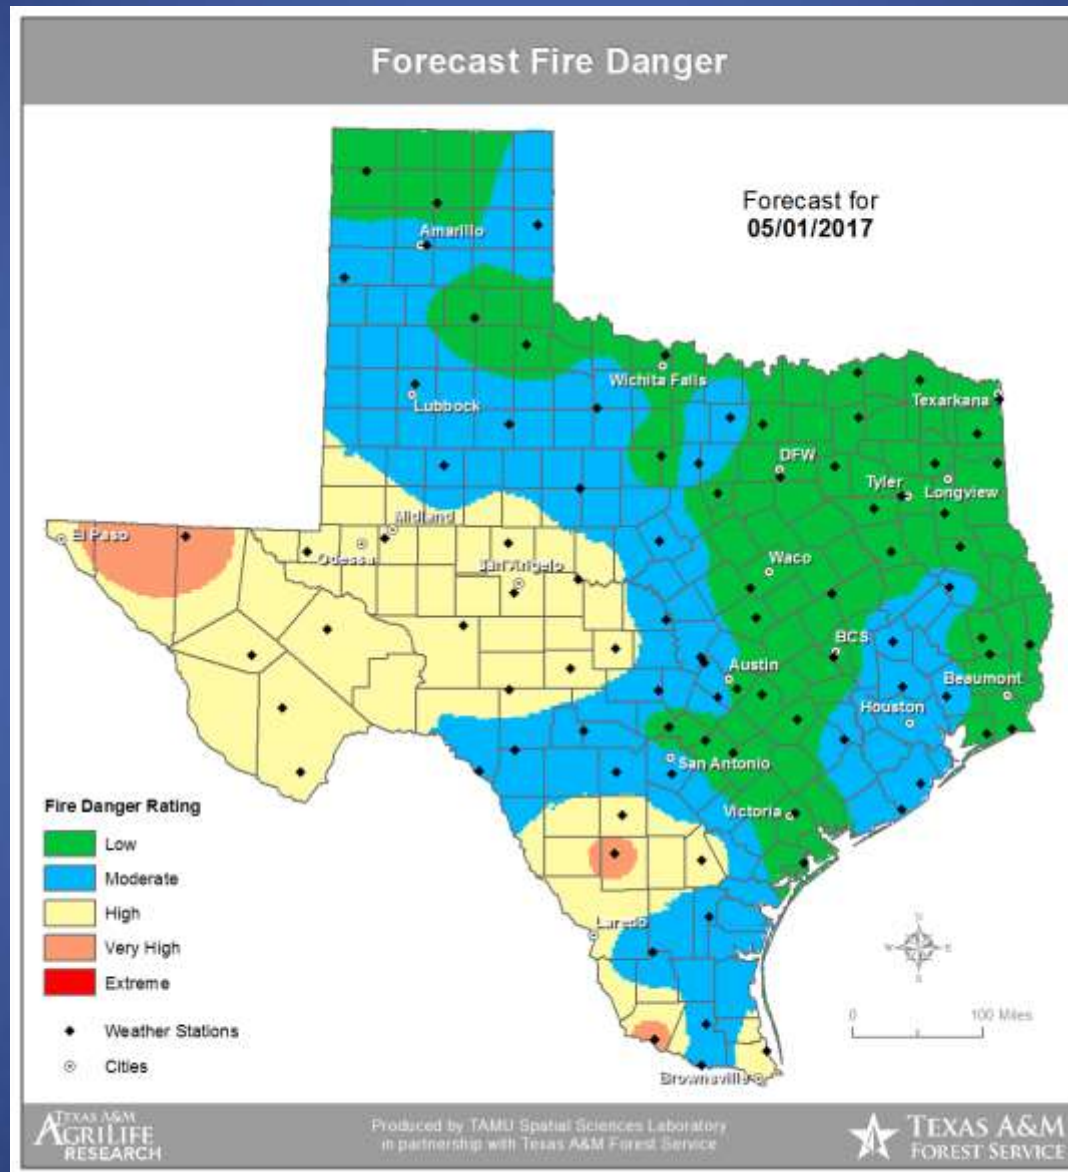 Forecast Fire Danger
Forecast for
05/01/2017
Amarillo
Wichita Falls
Lubbock
Texarkana
DFW
Tyler
Longview
Midland
El Paso
Odessa
San Angelo
Waco
BCS
Austin
Beaumont
Houston
San Antonio
Victoria
Laredo
Brownsville
Fire Danger Rating
Low
Moderate
High
Very High
Extreme
Weather Stations
Cities
N
W E
S
0 100 Miles
TEXAS A&M
AGRILIFE
RESEARCH
Produced by TAMU Spatial Sciences Laboratory
in partnership with Texas A&M Forest Service
TEXAS A&M
FOREST SERVICE